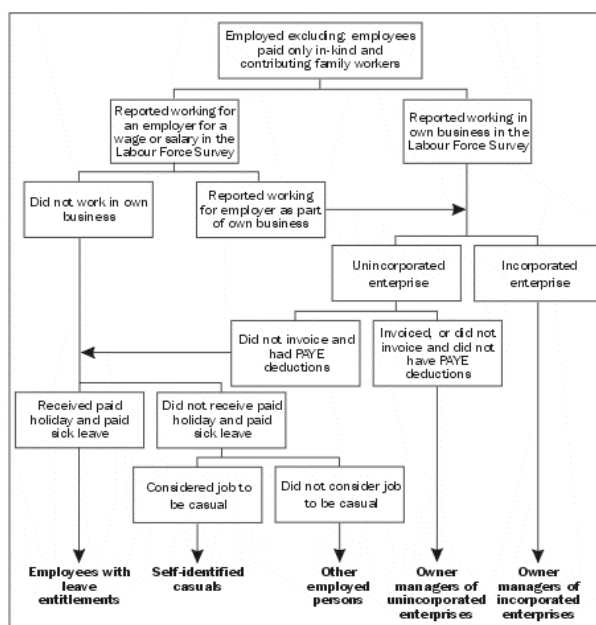 Employed excluding: employees
paid only in-kind and
contributing family
workers
Reported working for
an employer for a
wage or salary in the
Labour Force Survey
Reported working in
own business in the
Labour Force Survey
Did not work in own
business
Reported working
for employer as part
of own business
Unincorporated
enterprise
Incorporated
enterprise
Did not invoice and
had PAYE
deductions
Invoiced, or did not
invoice and did not
have PAYE
deductions
Received paid
holiday and paid
sick leave
Did not receive paid
holiday and paid
sick leave
Considered job to
be casual
Did not consider job
to be casual
Employees with
leave
entitlements
Self-identified
casuals
Other
employed
persons
Owner
managers of
unincorporated
enterprises
Owner
managers of
incorporated
enterprises